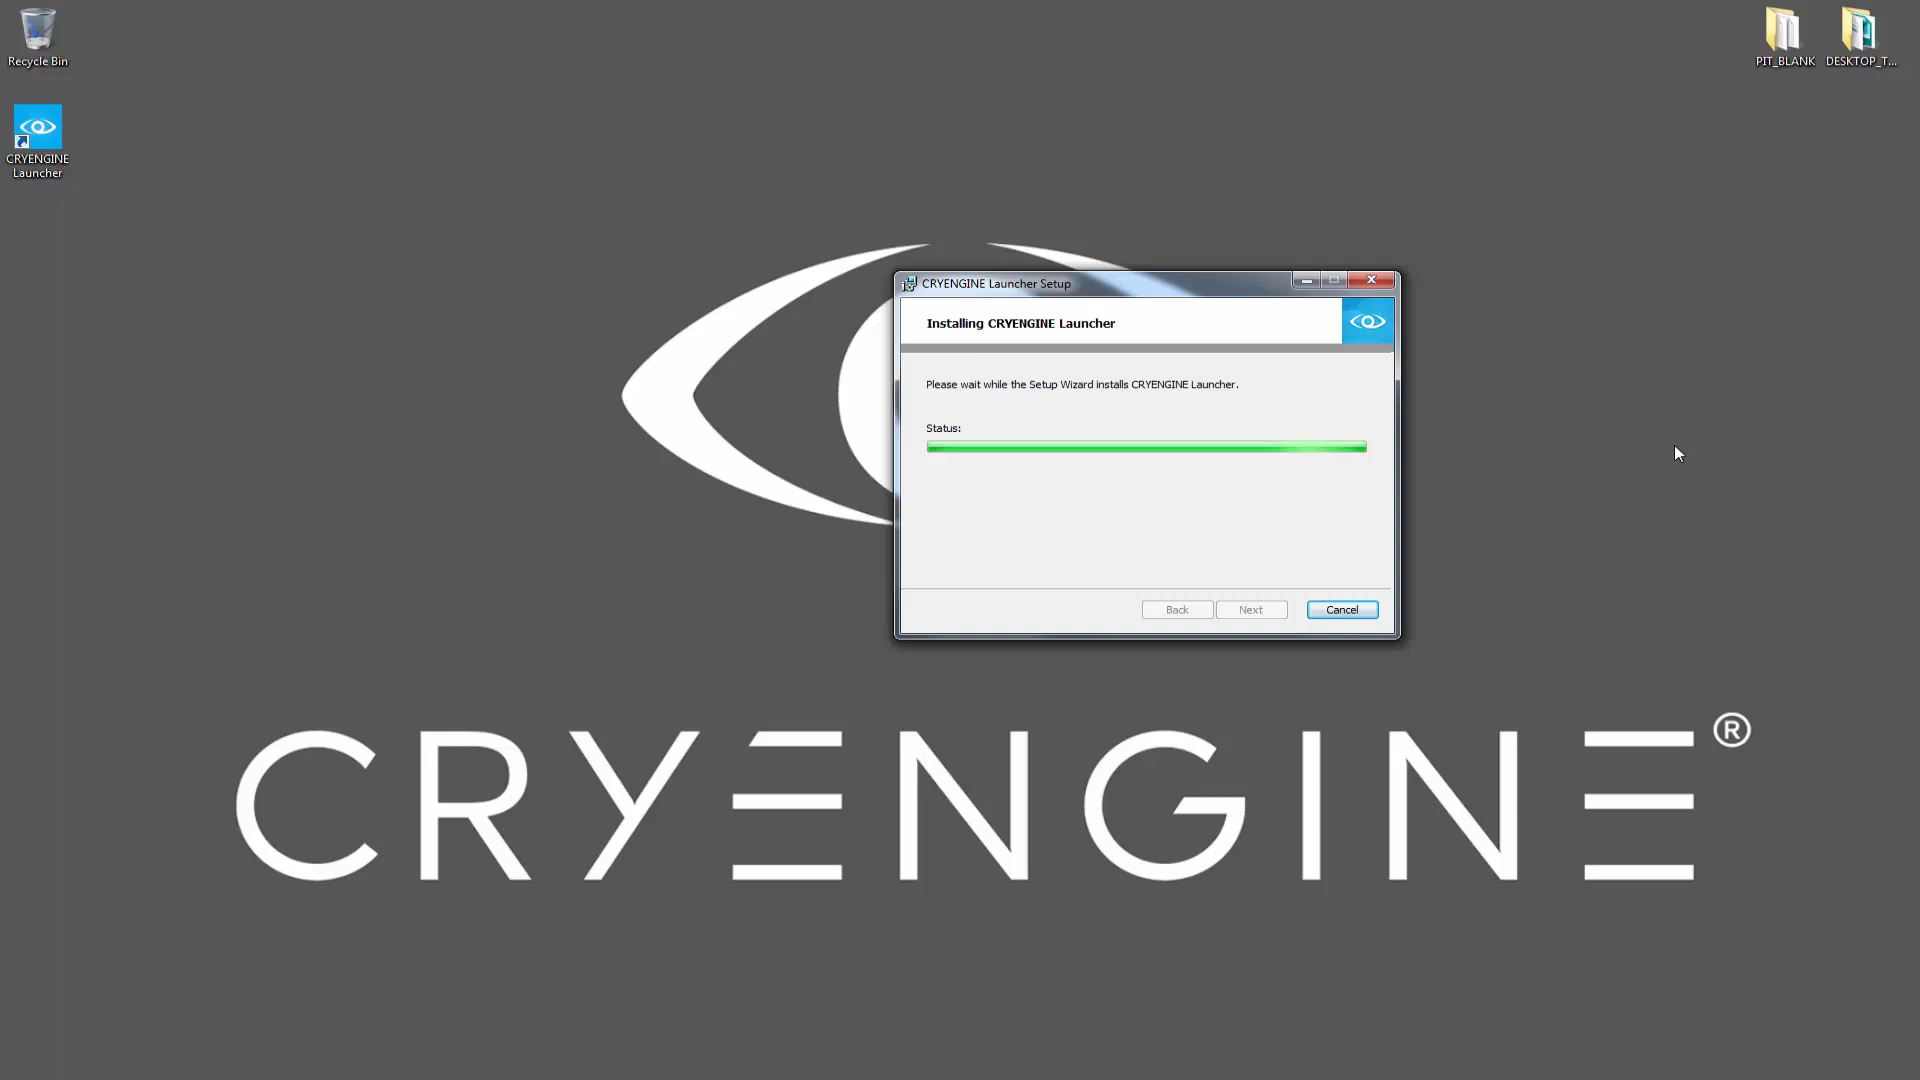 Recycle Bin
CRYENGINE
Launcher
PIT_BLANK
DESKTOP_T...
CRYENGINE Launcher Setup
Installing CRYENGINE Launcher
Please wait while the Setup Wizard installs CRYENGINE Launcher.
Status:
Back
Next
Cancel
CRYENGINE®